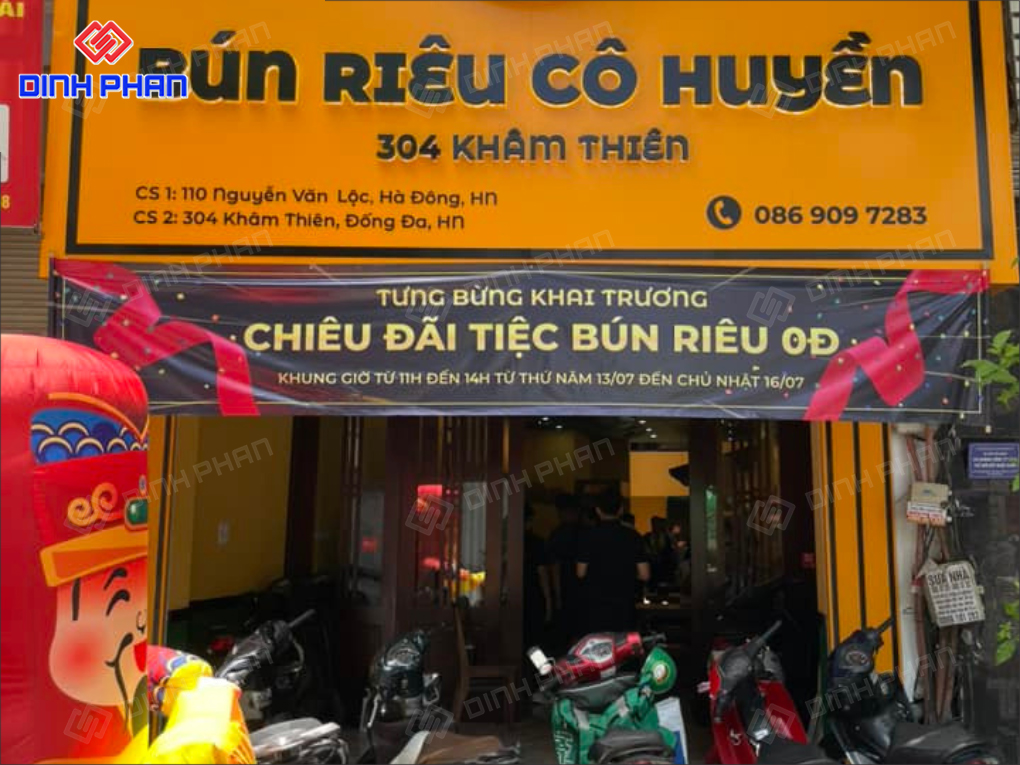 DINH PHAN
BÚN RIÊU CÔ HUYỀN
304 KHÂM THIÊN
CS 1: 110 Nguyễn Văn Lộc, Hà Đông, HN
CS 2: 304 Khâm Thiên, Đống Đa, HN
086 909 7283
TƯNG BỪNG KHAI TRƯƠNG
CHIÊU ĐÃI TIỆC BÚN RIÊU 0Đ
KHUNG GIỜ TỪ 11H ĐẾN 14H TỪ THỨ NĂM 13/07 ĐẾN CHỦ NHẬT 16/07
SỬA NHÀ